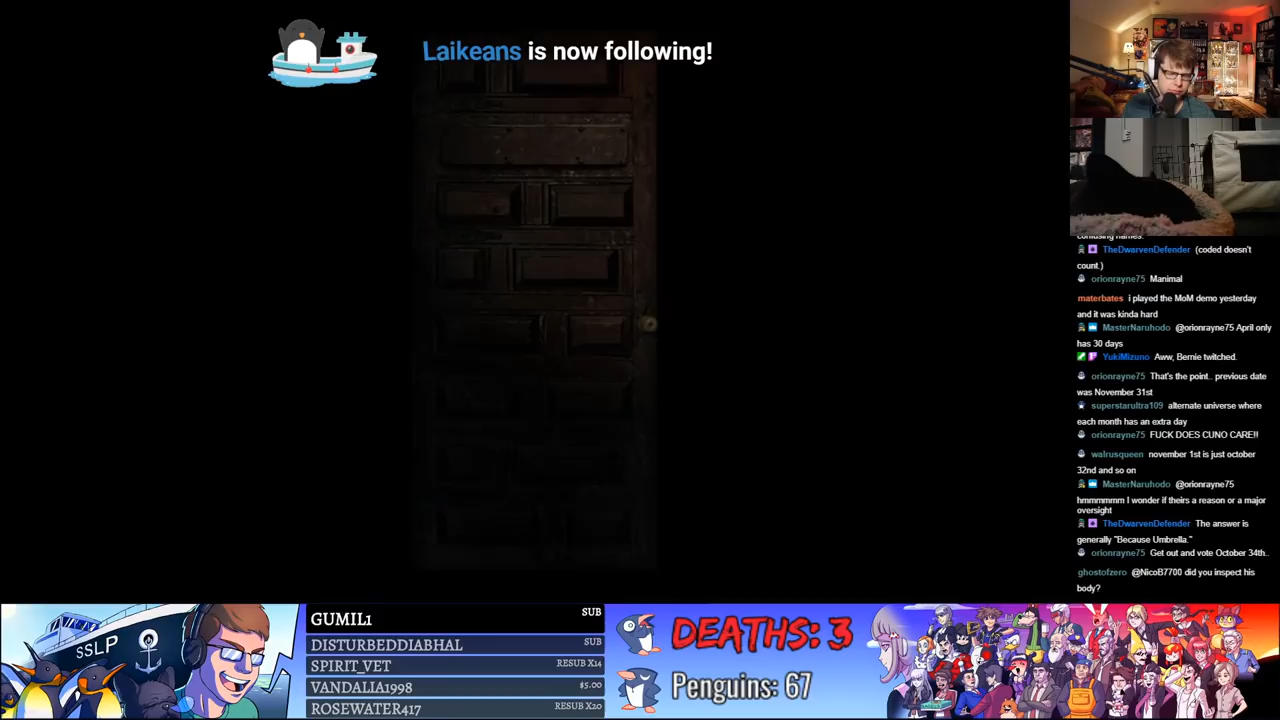 Laikeans is now following!
TheDwarvenDefender (coded doesn't
count.)
orionrayne75 Manimal
materbates i played the MoM demo yesterday
and it was kinda hard
MasterNaruhodo @orionrayne75 April only
has 30 days
YukiMizuno Aww, Bernie twitched.
orionrayne75 That's the point.. previous date
was November 31st
superstarultra109 alternate universe where
each month has an extra day
orionrayne75 FUCK DOES CUNO CARE!!
walrusqueen november 1st is just october
32nd and so on
MasterNaruhodo @orionrayne75
hmmmmmm I wonder if theirs a reason or a major
oversight
TheDwarvenDefender The answer is
generally "Because Umbrella."
orionrayne75 Get out and vote October 34th..
ghostofzero @NicoB7700 did you inspect his
body?
SSLP
GUMIL1 SUB
DISTURBEDDIABHAL SUB
SPIRIT_VET RESUB X14
VANDALIA1998 $5.00
ROSEWATER417 RESUB X20
DEATHS: 3
Penguins: 67